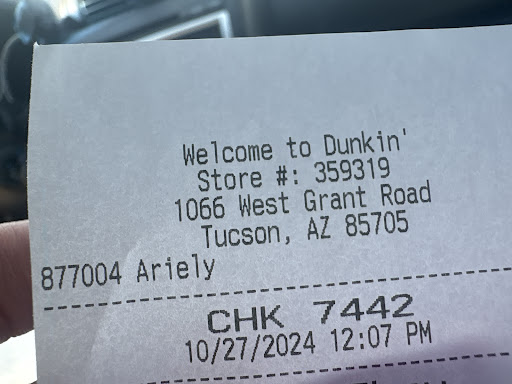 Welcome to Dunkin'
Store #: 359319
1066 West Grant Road
Tucson, AZ 85705
877004 Ariely
CHK 7442
10/27/2024 12:07 PM